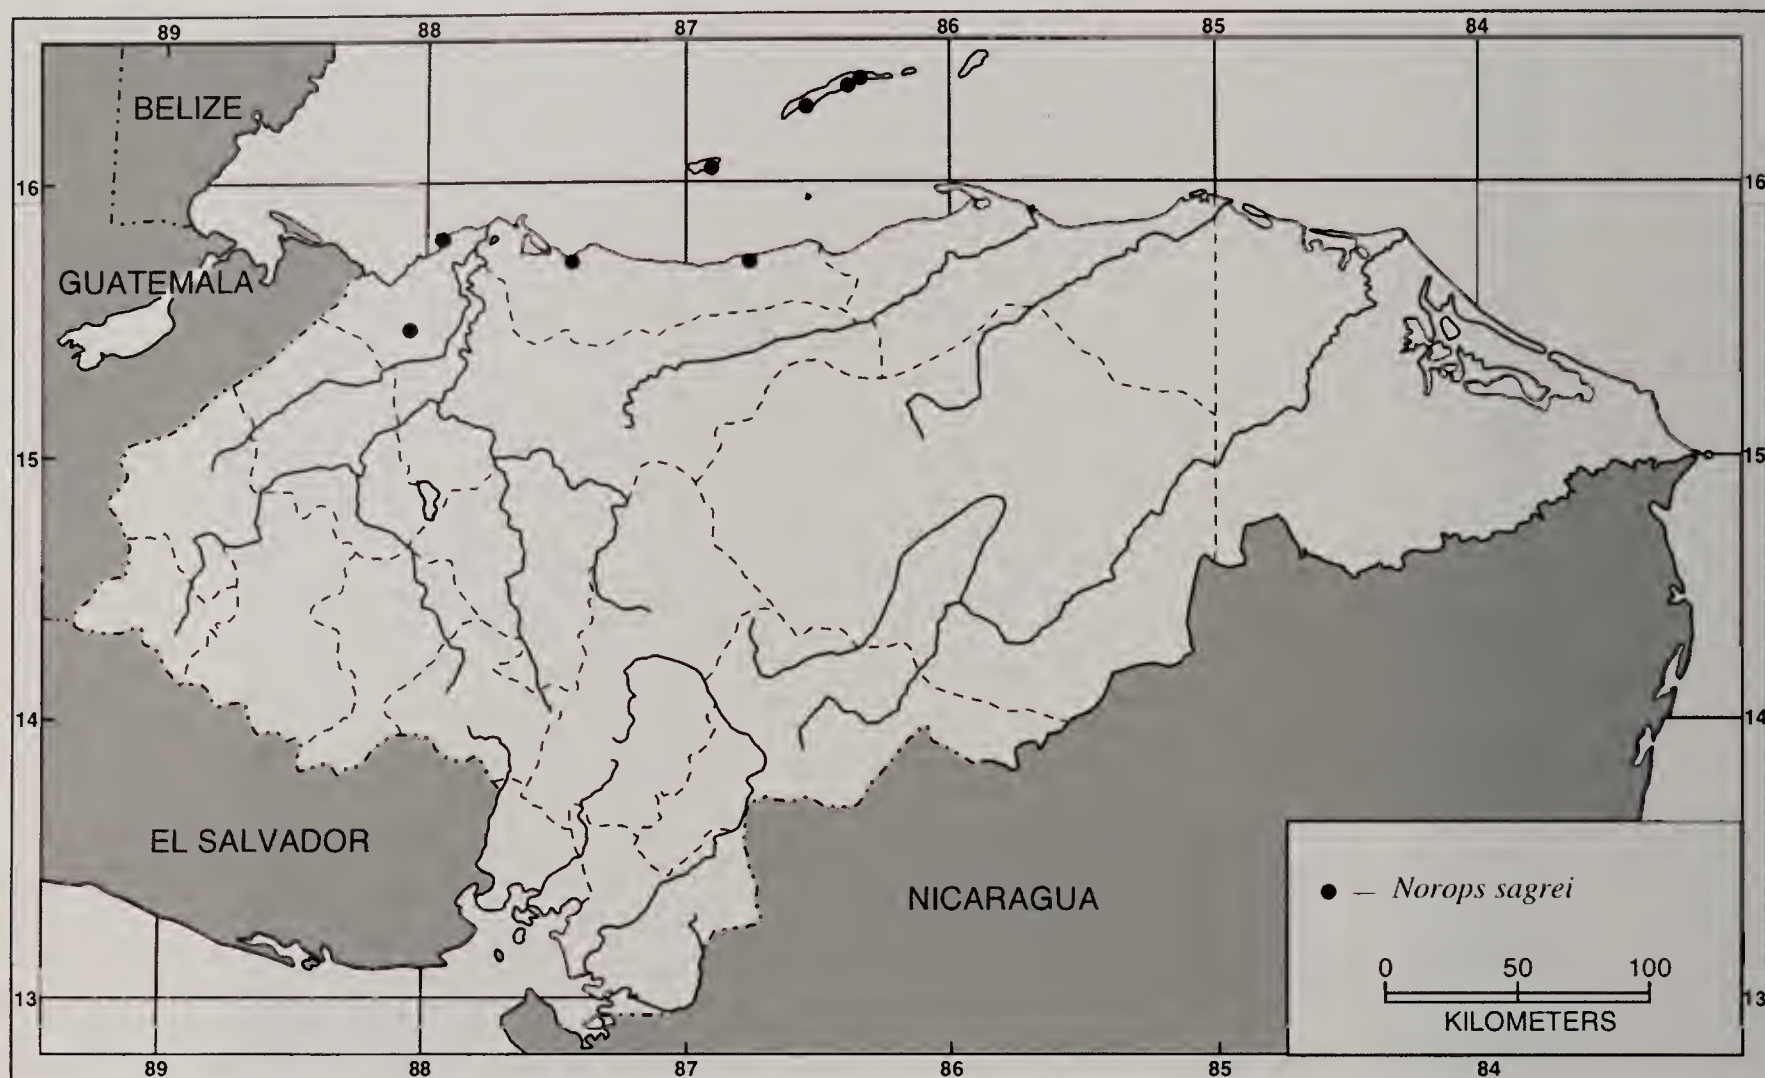 89 88 87 86 85 84
BELIZE
16 16
GUATEMALA
15 15
14 14
EL SALVADOR
NICARAGUA
— Norops sagrei
0 50 100
KILOMETERS
13 13
89 88 87 86 85 84